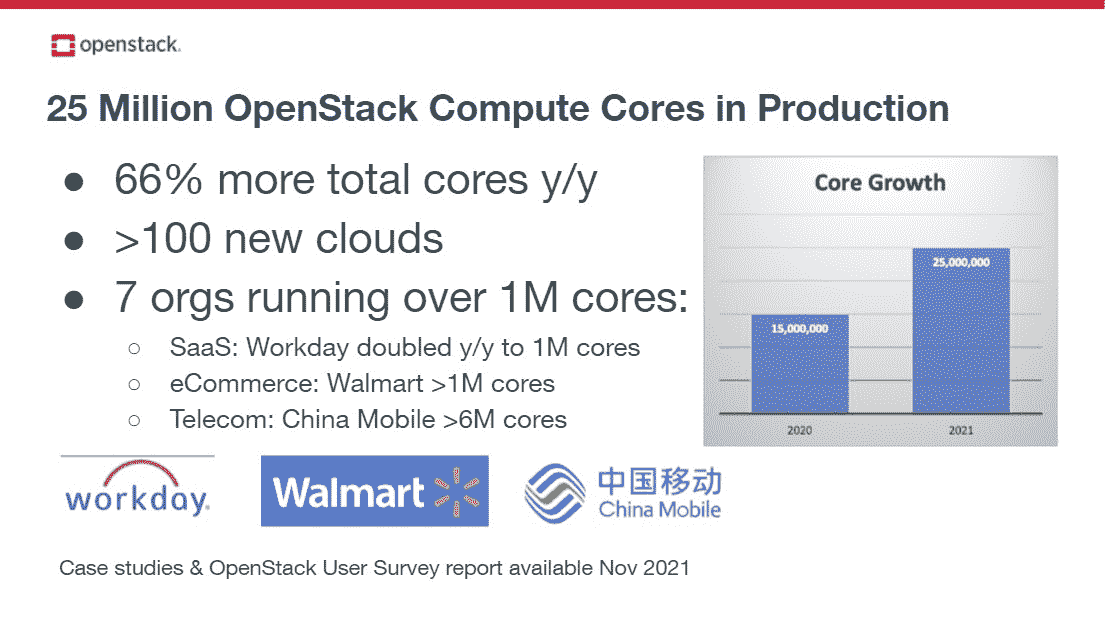 openstack.
25 Million OpenStack Compute Cores in Production
● 66% more total cores y/y
● >100 new clouds
● 7 orgs running over 1M cores:
○ SaaS: Workday doubled y/y to 1M cores
○ eCommerce: Walmart >1M cores
○ Telecom: China Mobile >6M cores
Core Growth
25,000,000
15,000,000
2020 2021
workday.
Walmart
中国移动
China Mobile
Case studies & OpenStack User Survey report available Nov 2021